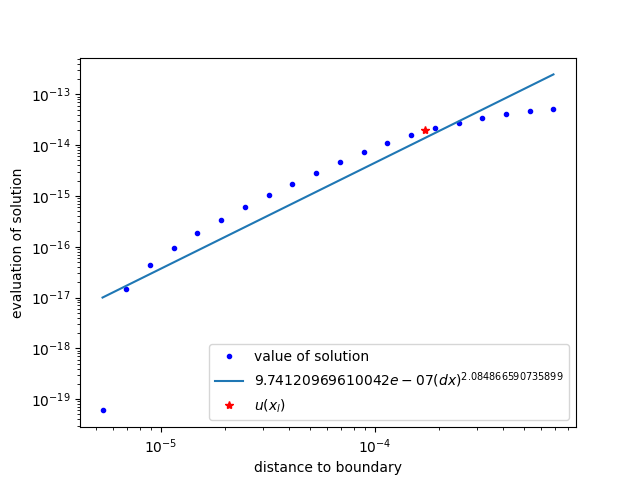 evaluation of solution
10⁻¹³
10⁻¹⁴
10⁻¹⁵
10⁻¹⁶
10⁻¹⁷
10⁻¹⁸
10⁻¹⁹
value of solution
9.74120969610042e − 07(dx)²·⁰⁸⁴⁸⁶⁶⁵⁹⁰⁷³⁵⁸⁹⁹
u(x_l)
10⁻⁵ 10⁻⁴
distance to boundary